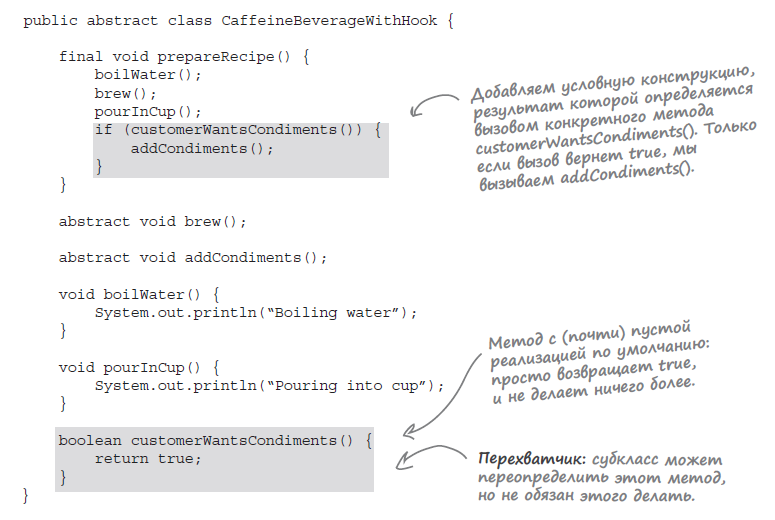 public abstract class CaffeineBeverageWithHook {
final void prepareRecipe() {
boilWater();
brew();
pourInCup();
if (customerWantsCondiments()) {
addCondiments();
}
}
Добавляем условную конструкцию,
результат которой определяется
вызовом конкретного метода
customerWantsCondiments(). Только
если вызов вернет true, мы
вызываем addCondiments().
abstract void brew();
abstract void addCondiments();
void boilWater() {
System.out.println(“Boiling water”);
}
void pourInCup() {
System.out.println(“Pouring into cup”);
}
Метод с (почти) пустой
реализацией по умолчанию:
просто возвращает true,
и не делает ничего более.
boolean customerWantsCondiments() {
return true;
}
}
Перехватчик: субкласс может
переопределить этот метод,
но не обязан этого делать.